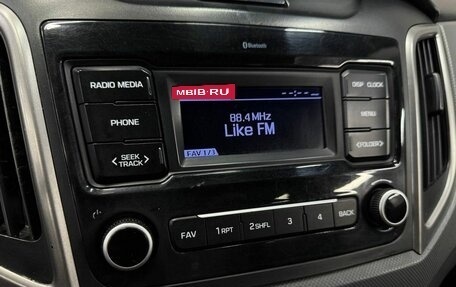 Bluetooth
RADIO MEDIA
MBIB.RU
DISP CLOCK
88.4 MHz
Like FM
PHONE
MENU
SEEK
TRACK
FAV 1/3
FOLDER
FAV
1 RPT
2 SHFL
3
4
BACK